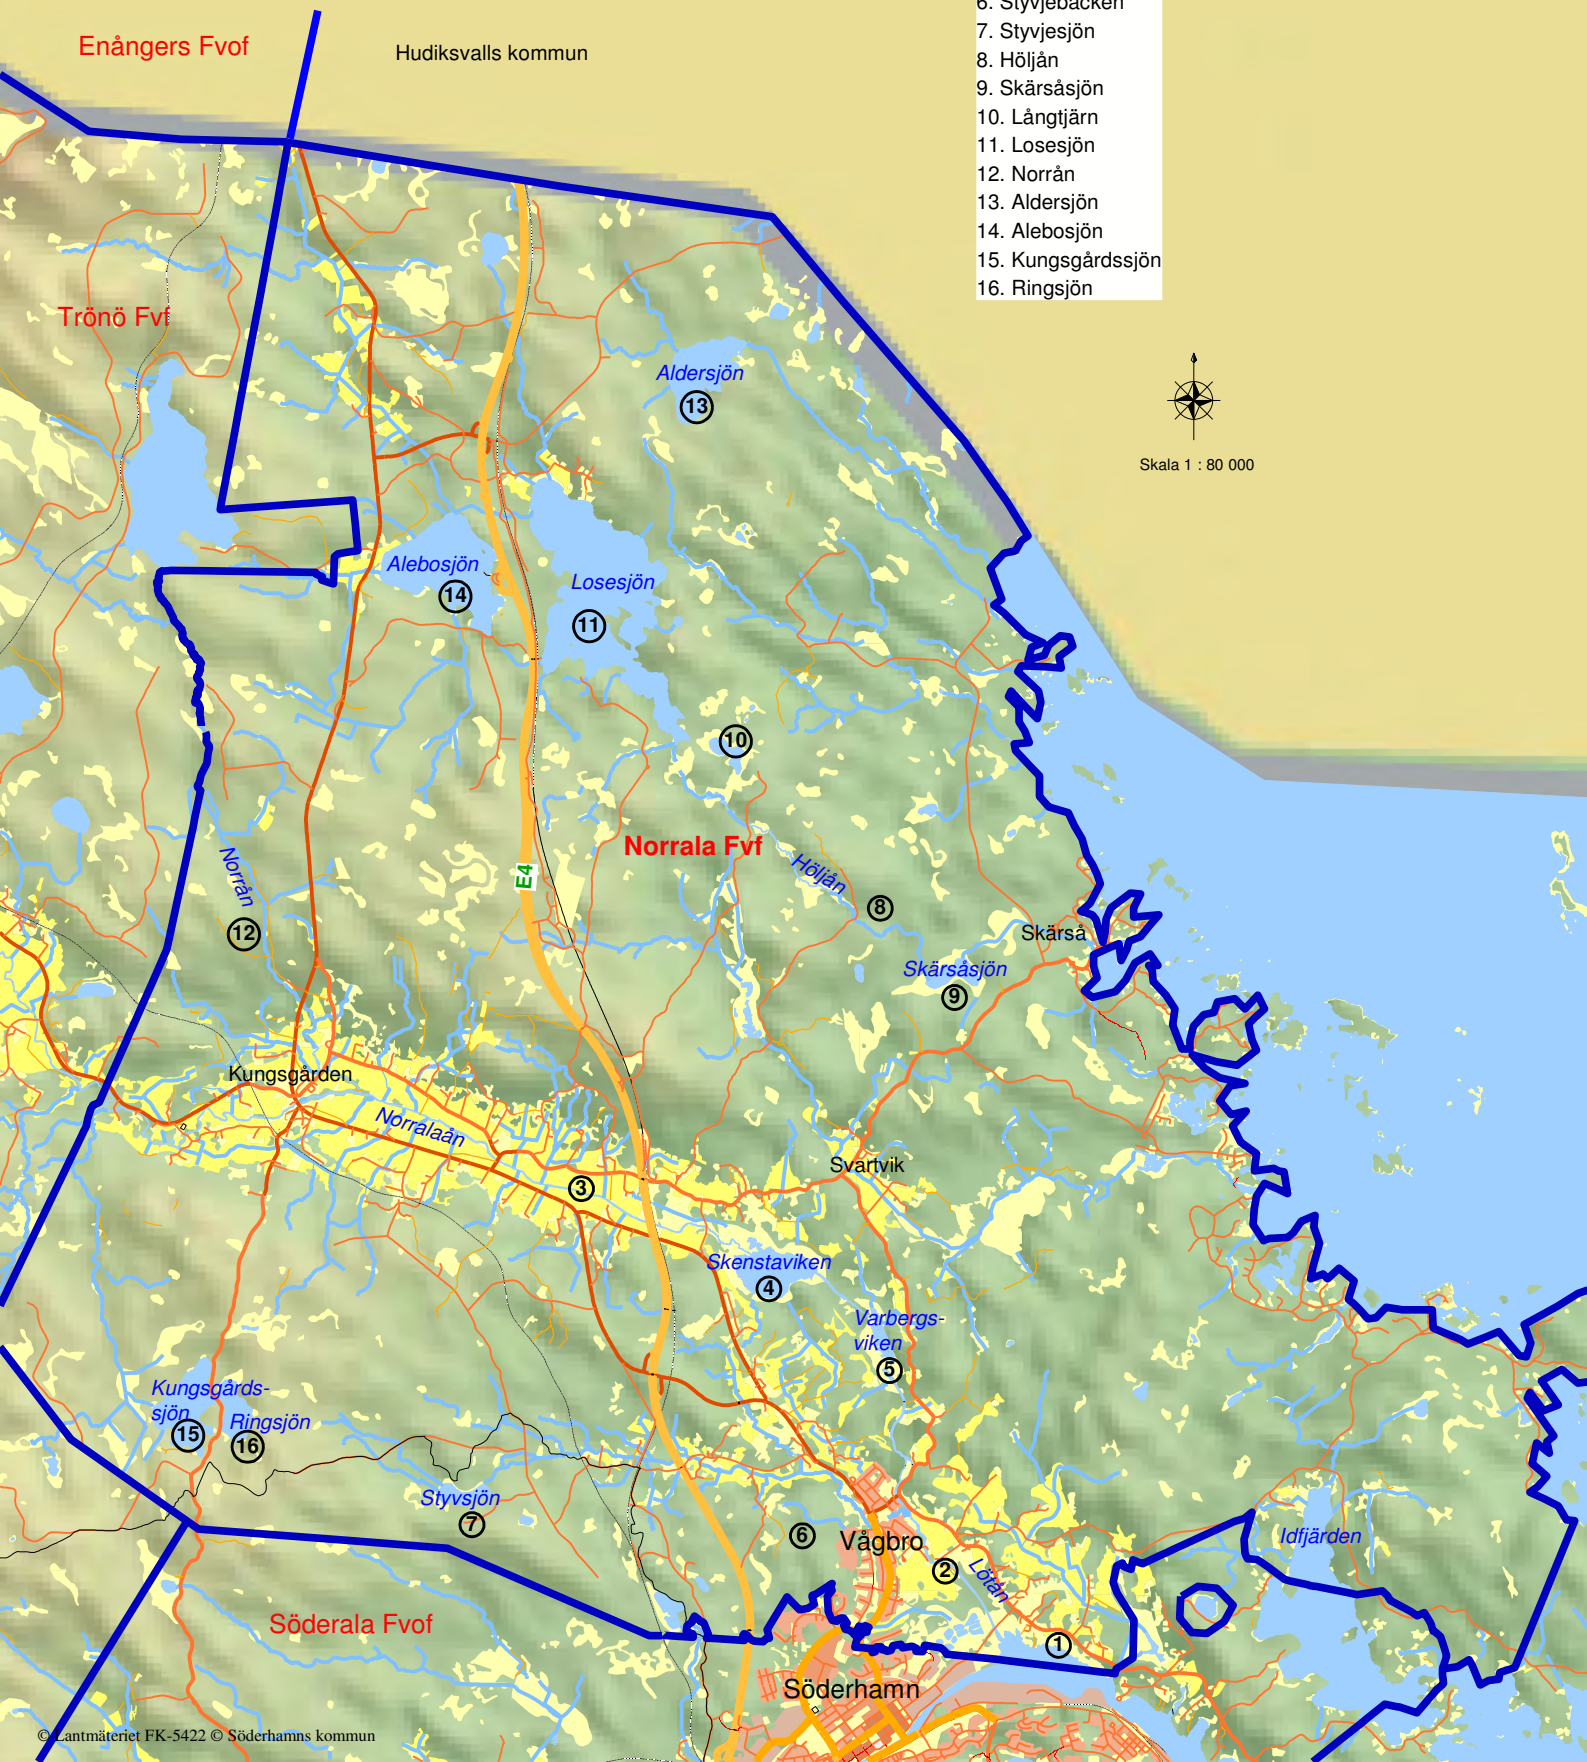 6. Styvjebäcken
7. Styvjesjön
8. Höljån
9. Skärsåsjön
10. Långtjärn
11. Losesjön
12. Norrån
13. Aldersjön
14. Alebosjön
15. Kungsgårdssjön
16. Ringsjön
Enångers Fvof
Hudiksvalls kommun
Trönö Fvf
Aldersjön
13
Skala 1 : 80 000
Alebosjön
14
Losesjön
11
10
Norrala Fvf
E4
Höljån
8
Norrån
12
Skärså
Skärsåsjön
9
Kungsgården
Norralaån
Svartvik
3
Skenstaviken
4
Varbergs-
viken
5
Kungsgårds-
sjön
15
Ringsjön
16
Styvsjön
7
6
Vågbro
2
Lötån
Idfjärden
1
Söderala Fvof
Söderhamn
© Lantmäteriet FK-5422 © Söderhamns kommun